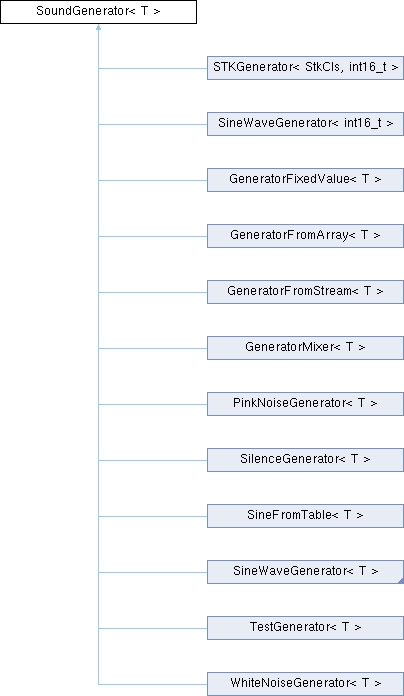 SoundGenerator< T >
STKGenerator< StkCls, int16_t >
SineWaveGenerator< int16_t >
GeneratorFixedValue< T >
GeneratorFromArray< T >
GeneratorFromStream< T >
GeneratorMixer< T >
PinkNoiseGenerator< T >
SilenceGenerator< T >
SineFromTable< T >
SineWaveGenerator< T >
TestGenerator< T >
WhiteNoiseGenerator< T >